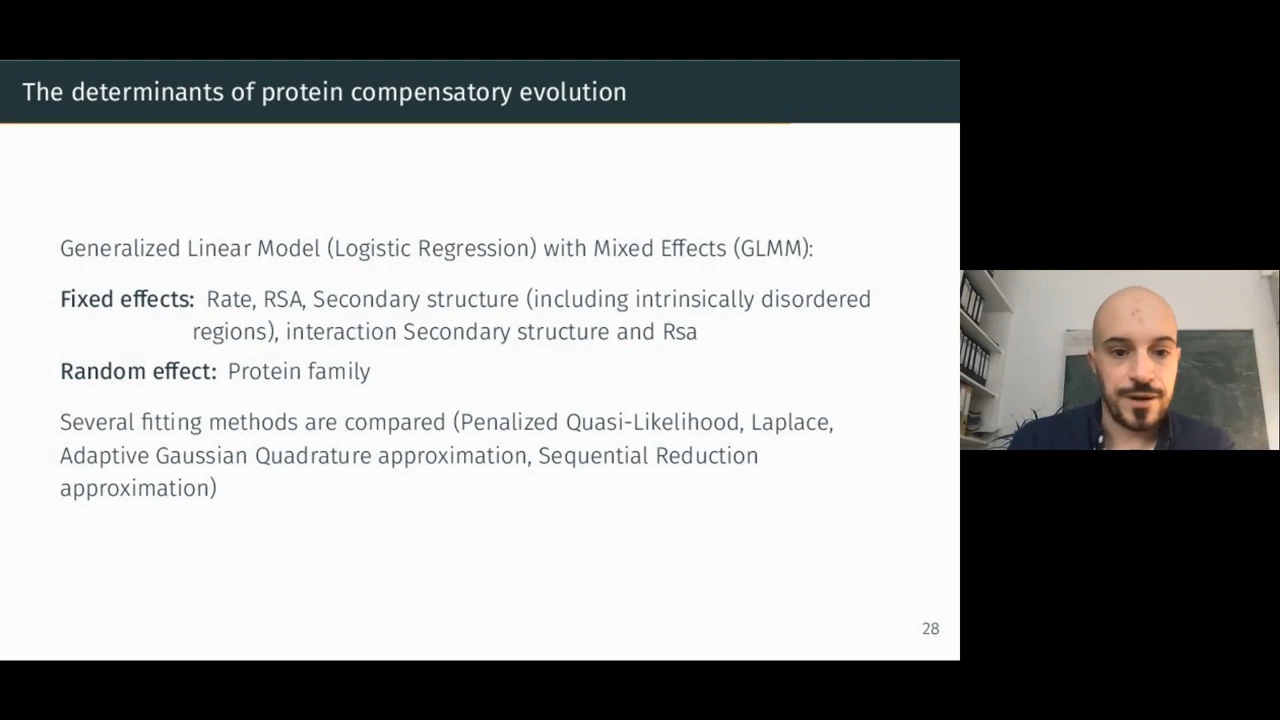 The determinants of protein compensatory evolution
Generalized Linear Model (Logistic Regression) with Mixed Effects (GLMM):
Fixed effects: Rate, RSA, Secondary structure (including intrinsically disordered
regions), interaction Secondary structure and Rsa
Random effect: Protein family
Several fitting methods are compared (Penalized Quasi-Likelihood, Laplace,
Adaptive Gaussian Quadrature approximation, Sequential Reduction
approximation)
28